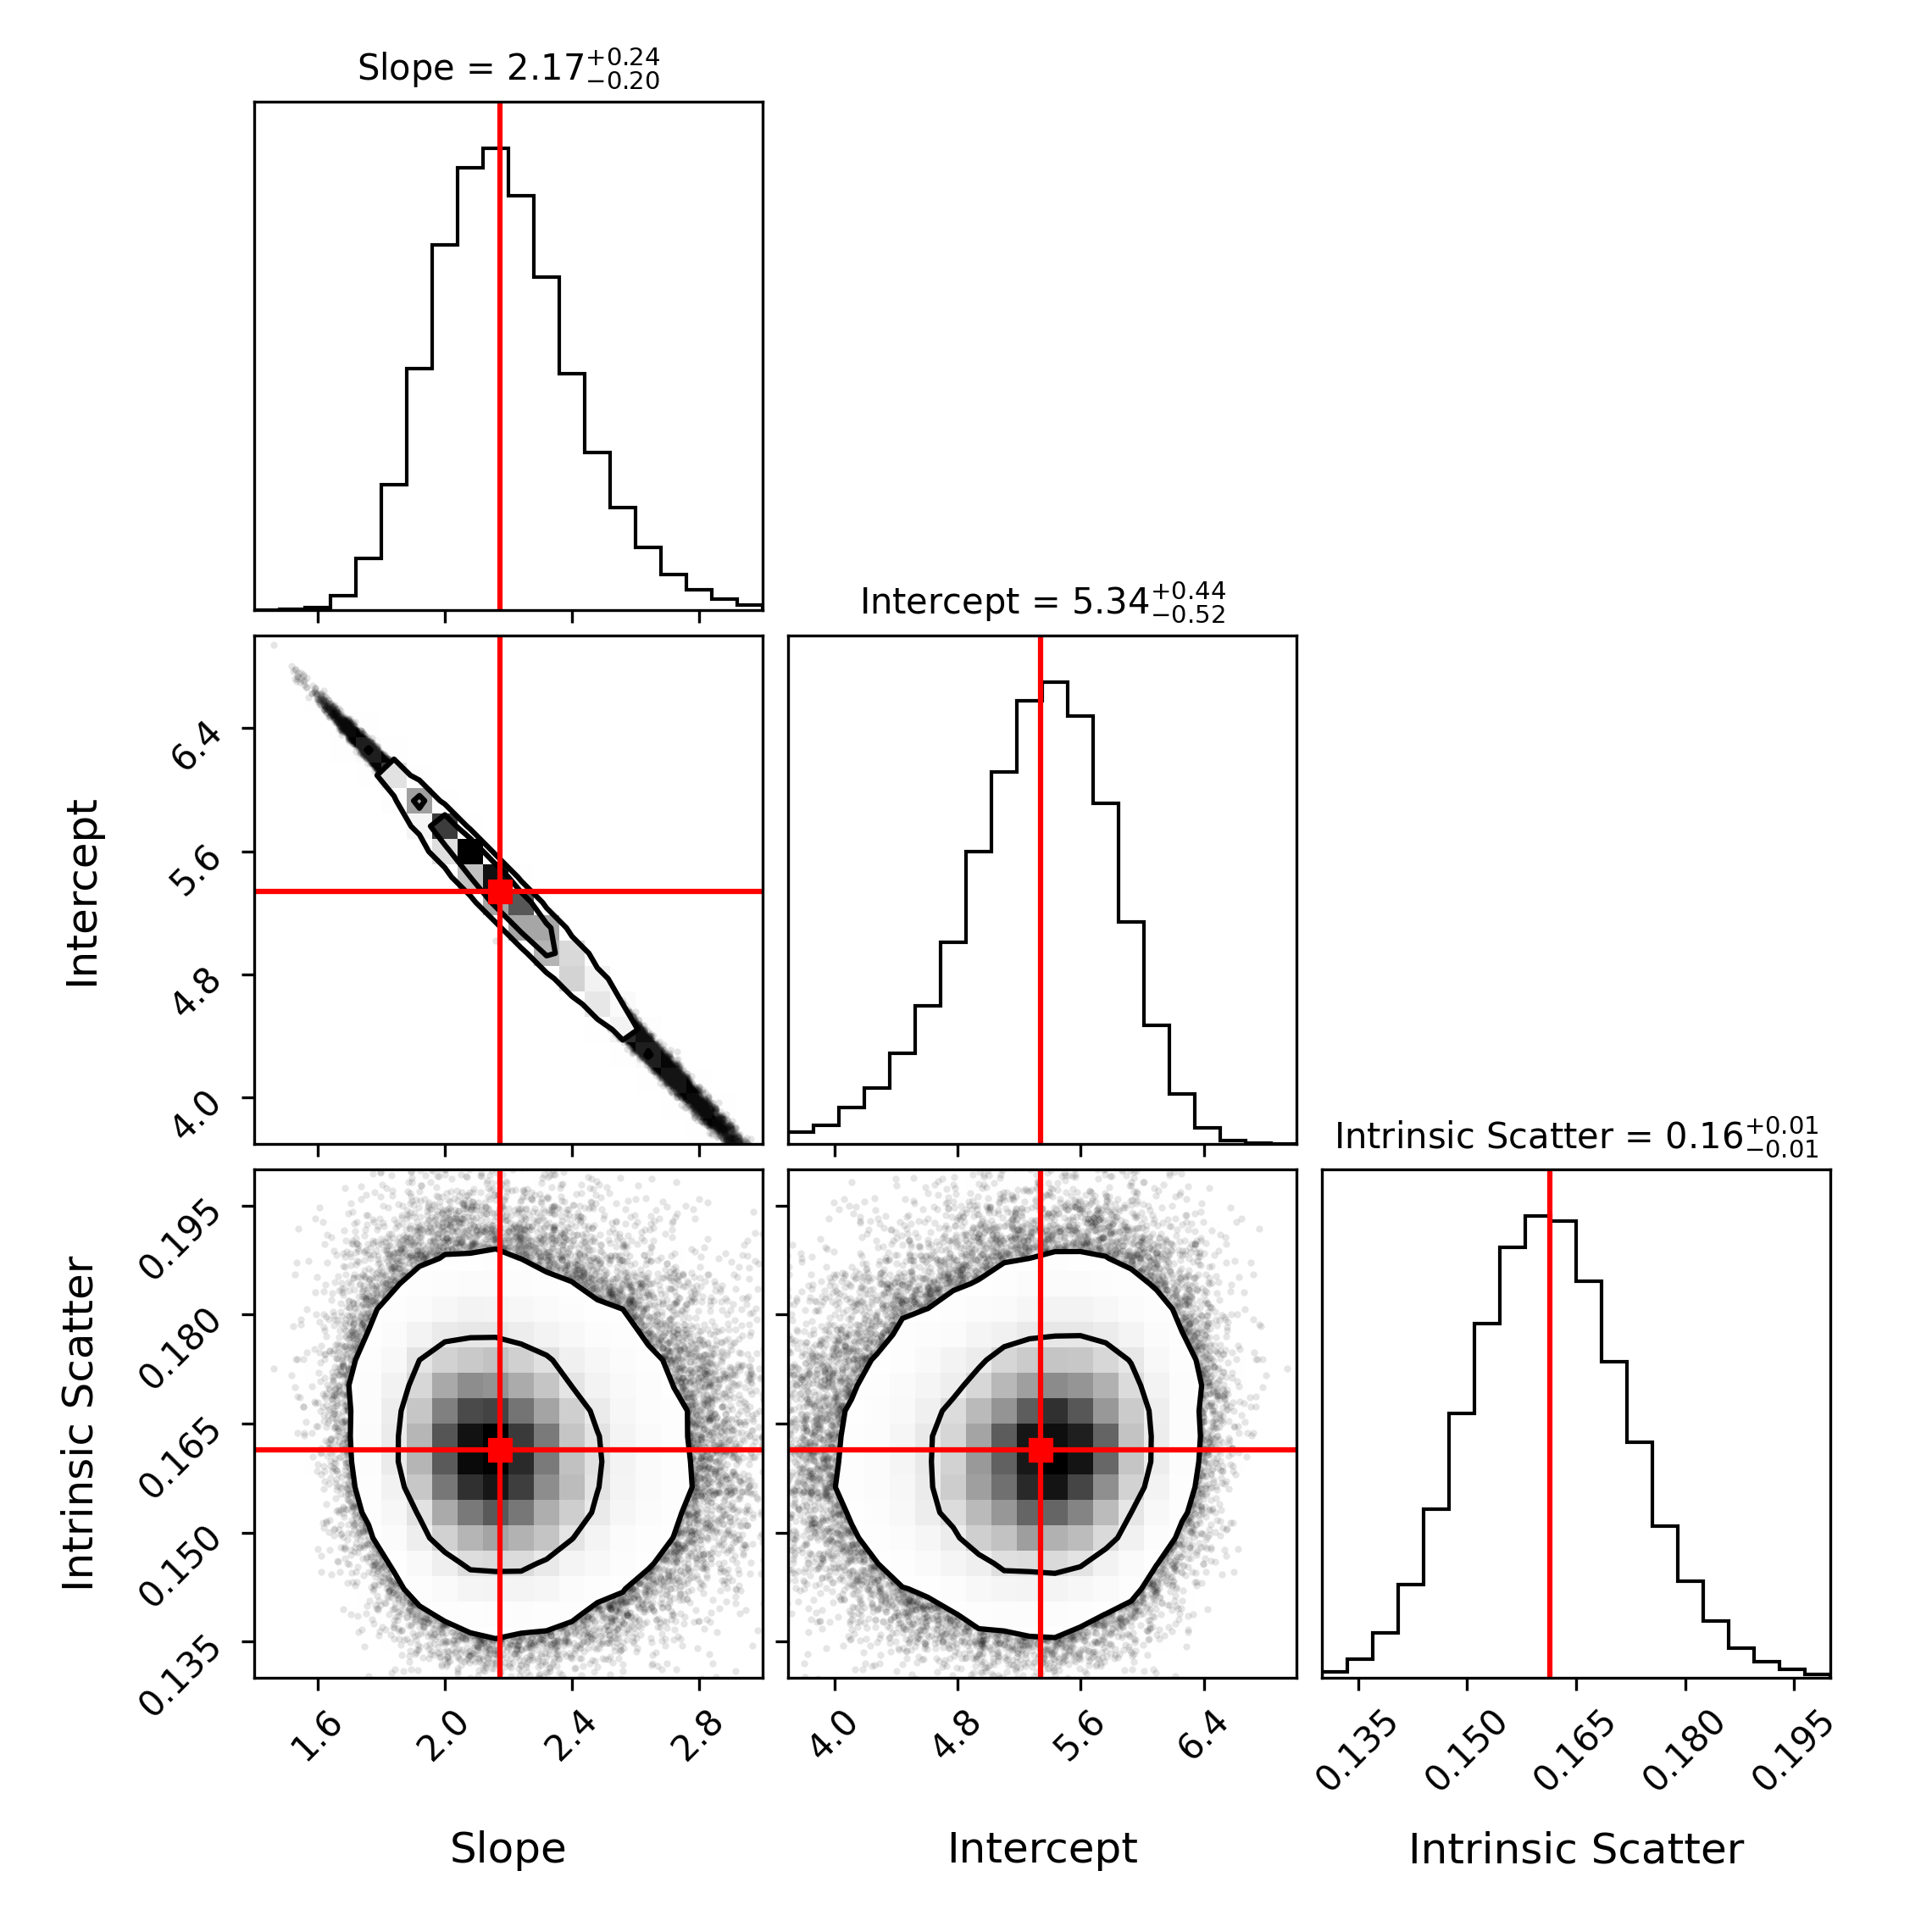 Slope = 2.17+0.24 −0.20
Intercept = 5.34+0.44 −0.52
6.4
5.6
4.8
4.0
Intercept
Intrinsic Scatter = 0.16+0.01 −0.01
0.195
0.180
0.165
0.150
0.135
Intrinsic Scatter
1.6 2.0 2.4 2.8
4.0 4.8 5.6 6.4
0.135 0.150 0.165 0.180 0.195
Slope
Intercept
Intrinsic Scatter